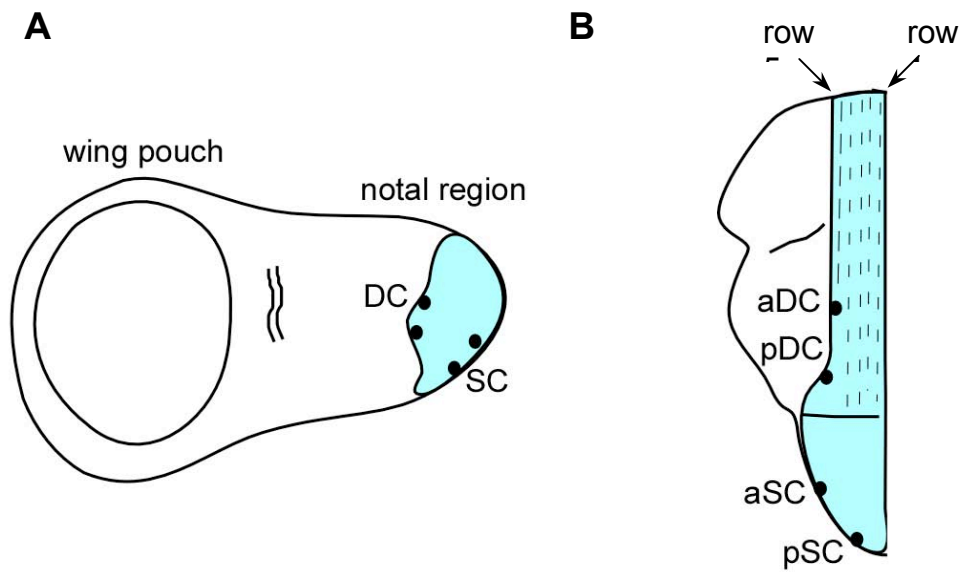 A
wing pouch
notal region
DC
SC
B
row
row
aDC
pDC
aSC
pSC